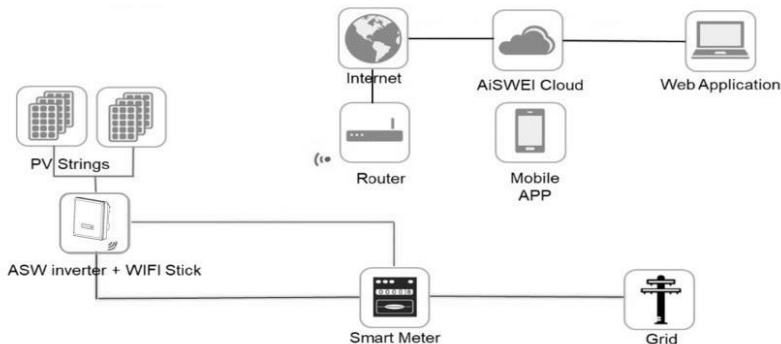 Internet
AiSWEI Cloud
Web Application
PV Strings
Router
Mobile
APP
ASW inverter + WIFI Stick
Smart Meter
Grid